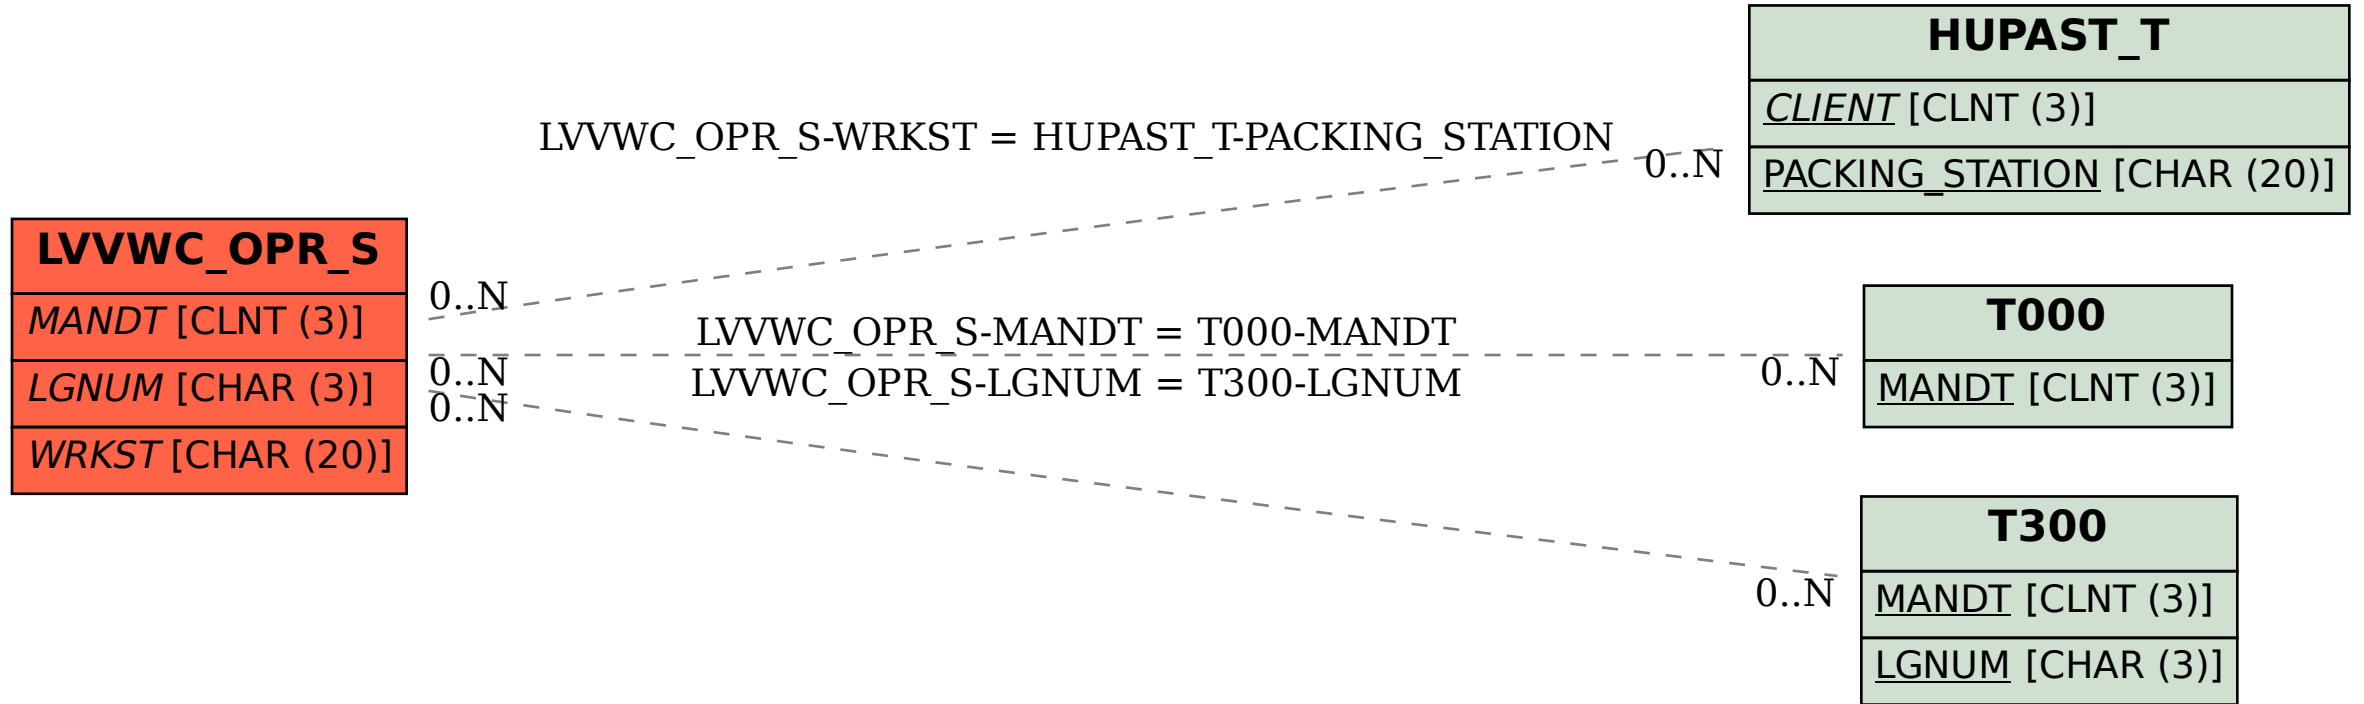 HUPAST_T
CLIENT [CLNT (3)]
PACKING_STATION [CHAR (20)]
LVVWC_OPR_S-WRKST = HUPAST_T-PACKING_STATION
0..N
0..N
LVVWC_OPR_S
MANDT [CLNT (3)]
LGNUM [CHAR (3)]
WRKST [CHAR (20)]
LVVWC_OPR_S-MANDT = T000-MANDT
0..N
0..N
LVVWC_OPR_S-LGNUM = T300-LGNUM
0..N
0..N
T000
MANDT [CLNT (3)]
T300
MANDT [CLNT (3)]
LGNUM [CHAR (3)]